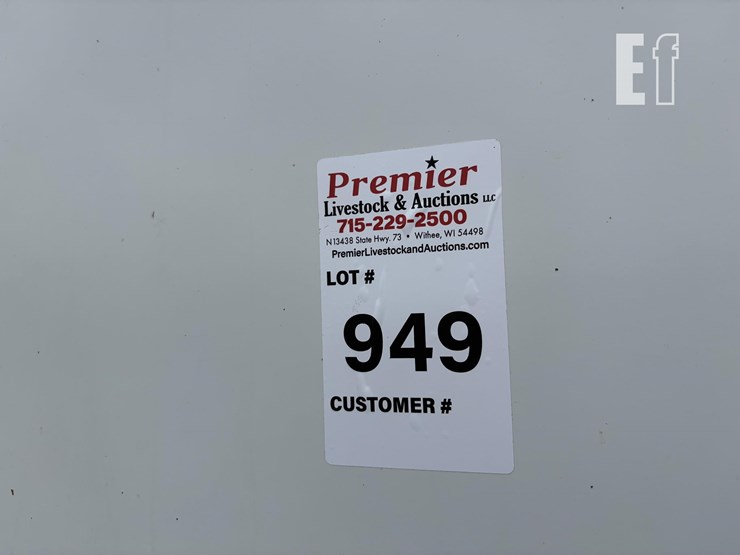 Ef
Premier
Livestock & Auctions LLC
715-229-2500
N13438 State Hwy. 73 • Withee, WI 54498
PremierLivestockandAuctions.com
LOT #
949
CUSTOMER #